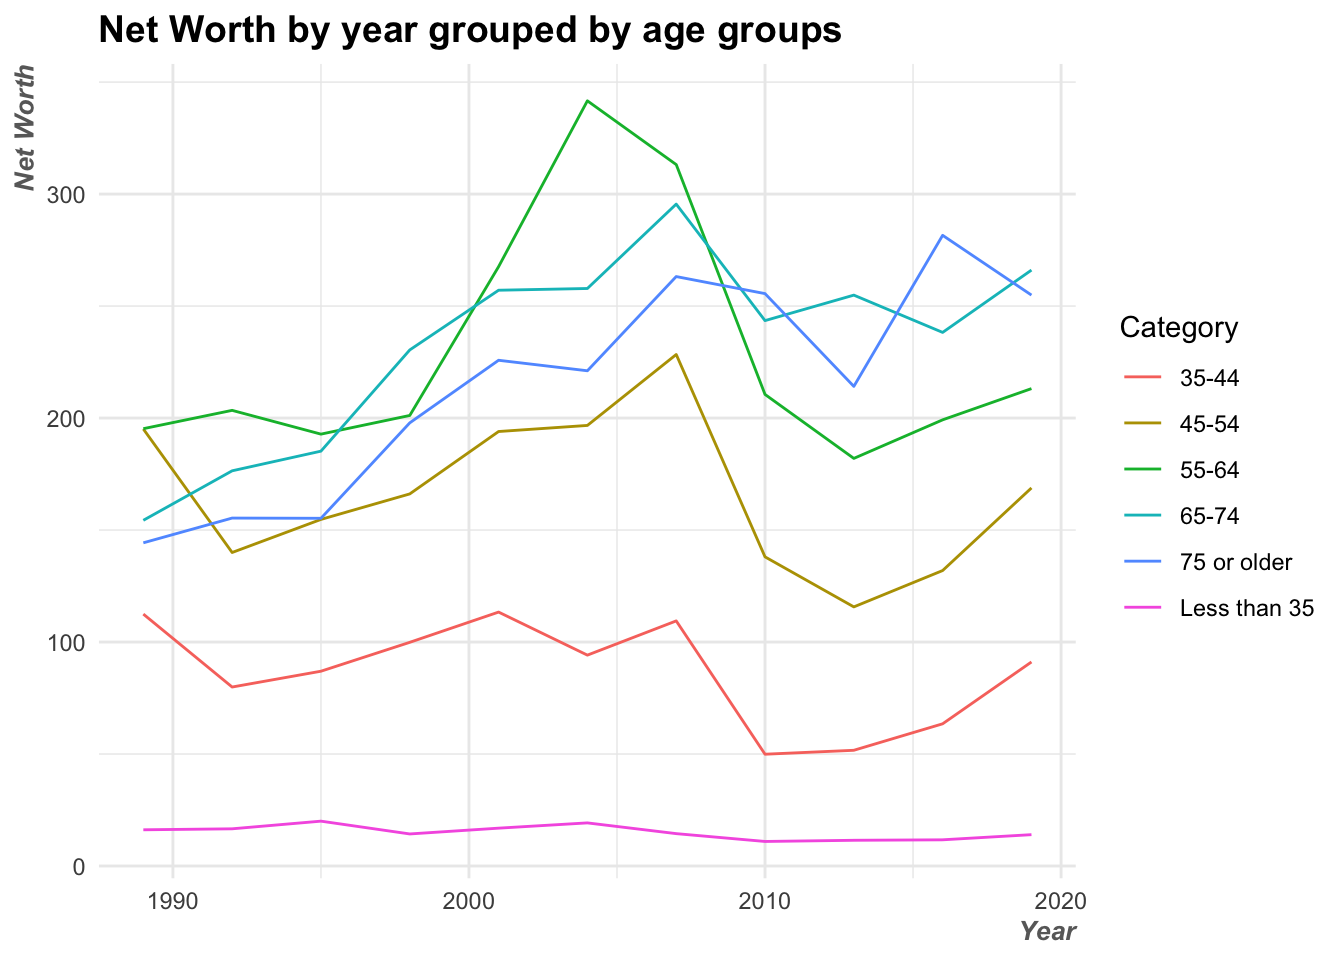 Net Worth by year grouped by age groups
Net Worth
300
200
100
0
1990
2000
2010
2020
Year
Category
35-44
45-54
55-64
65-74
75 or older
Less than 35